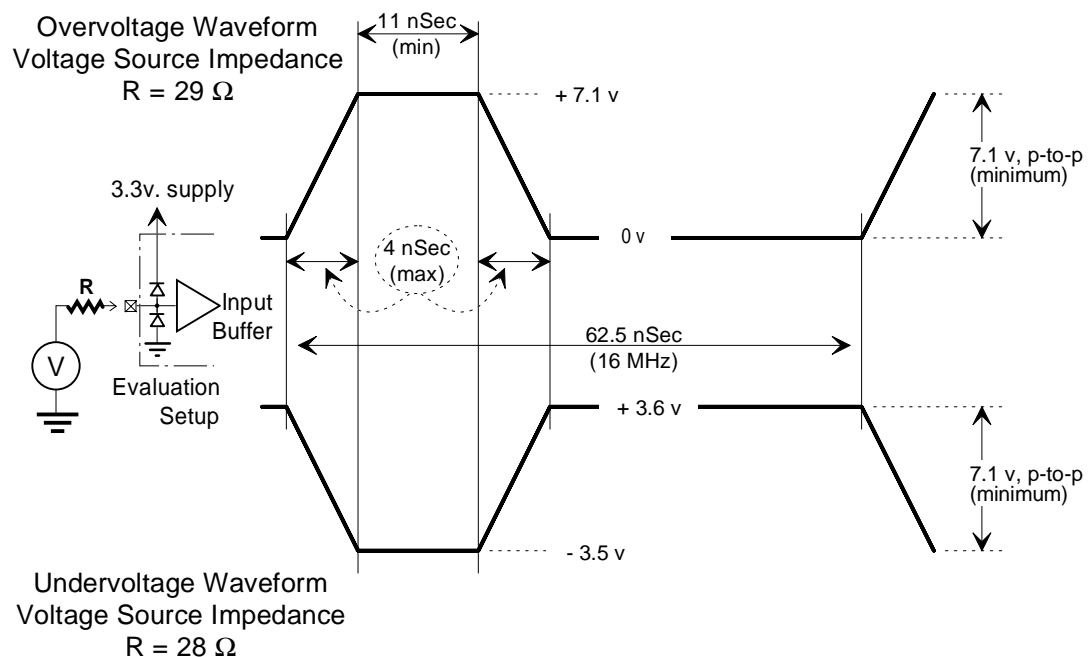 Overvoltage Waveform
Voltage Source Impedance
R = 29 Ω
11 nSec
(min)
+ 7.1 v
7.1 v, p-to-p
(minimum)
3.3v. supply
0 v
4 nSec
(max)
R
Input
Buffer
V
Evaluation
Setup
62.5 nSec
(16 MHz)
+ 3.6 v
7.1 v, p-to-p
(minimum)
- 3.5 v
Undervoltage Waveform
Voltage Source Impedance
R = 28 Ω